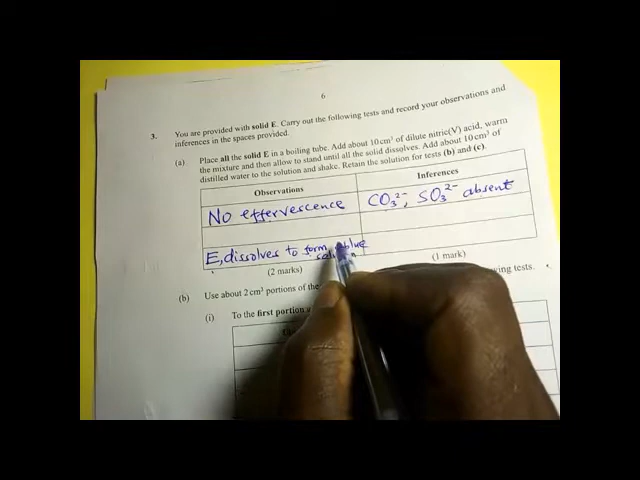 6
3. You are provided with solid E. Carry out the following tests and record your observations and
inferences in the spaces provided.
(a) Place all the solid E in a boiling tube. Add about 10 cm³ of dilute nitric(V) acid, warm
the mixture and then allow to stand until all the solid dissolves. Add about 10 cm³ of
distilled water to the solution and shake. Retain the solution for tests (b) and (c).
Observations Inferences
No effervescence CO₃²⁻, SO₃²⁻ absent
E, dissolves to form blue
(2 marks) (1 mark)
(b) Use about 2 cm³ portions of the wing tests.
(i) To the first portion